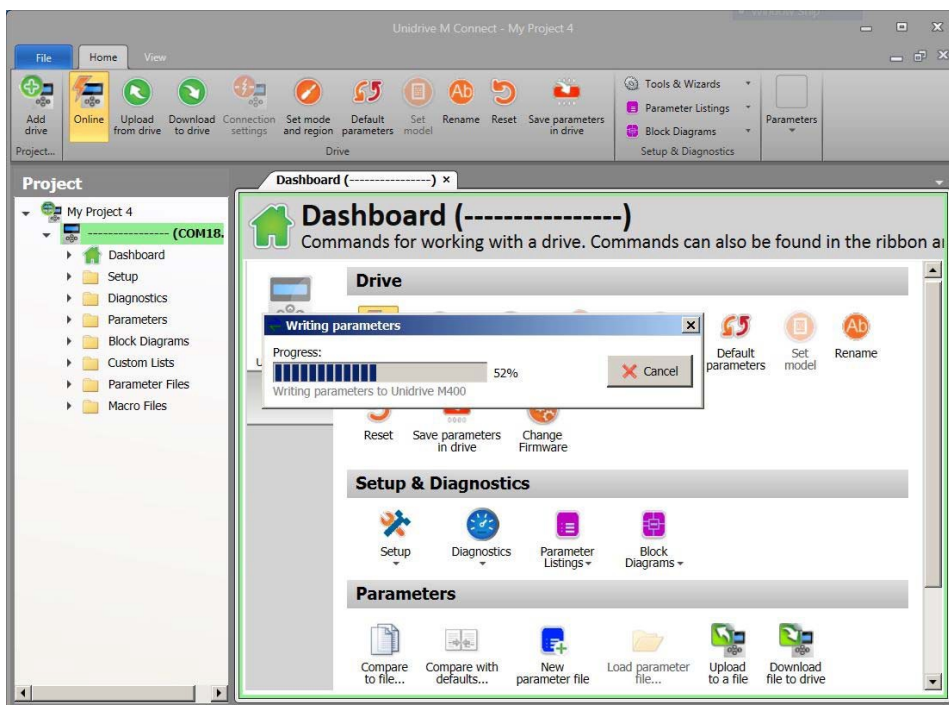 Unidrive M Connect - My Project 4
File Home View
Add drive
Online
Upload from drive
Download to drive
Connection settings
Set mode and region
Default parameters
Set model
Rename
Reset
Save parameters in drive
Tools & Wizards
Parameter Listings
Block Diagrams
Parameters
Project...
Drive
Setup & Diagnostics
Project
My Project 4
---------------- (COM18.
Dashboard
Setup
Diagnostics
Parameters
Block Diagrams
Custom Lists
Parameter Files
Macro Files
Dashboard (----------------) ×
Dashboard (----------------)
Commands for working with a drive. Commands can also be found in the ribbon
Drive
Writing parameters
Progress:
52%
Cancel
Writing parameters to Unidrive M400
Default parameters
Set model
Rename
Reset
Save parameters in drive
Change Firmware
Setup & Diagnostics
Setup
Diagnostics
Parameter Listings
Block Diagrams
Parameters
Compare to file...
Compare with defaults...
New parameter file
Load parameter file...
Upload to a file
Download file to drive